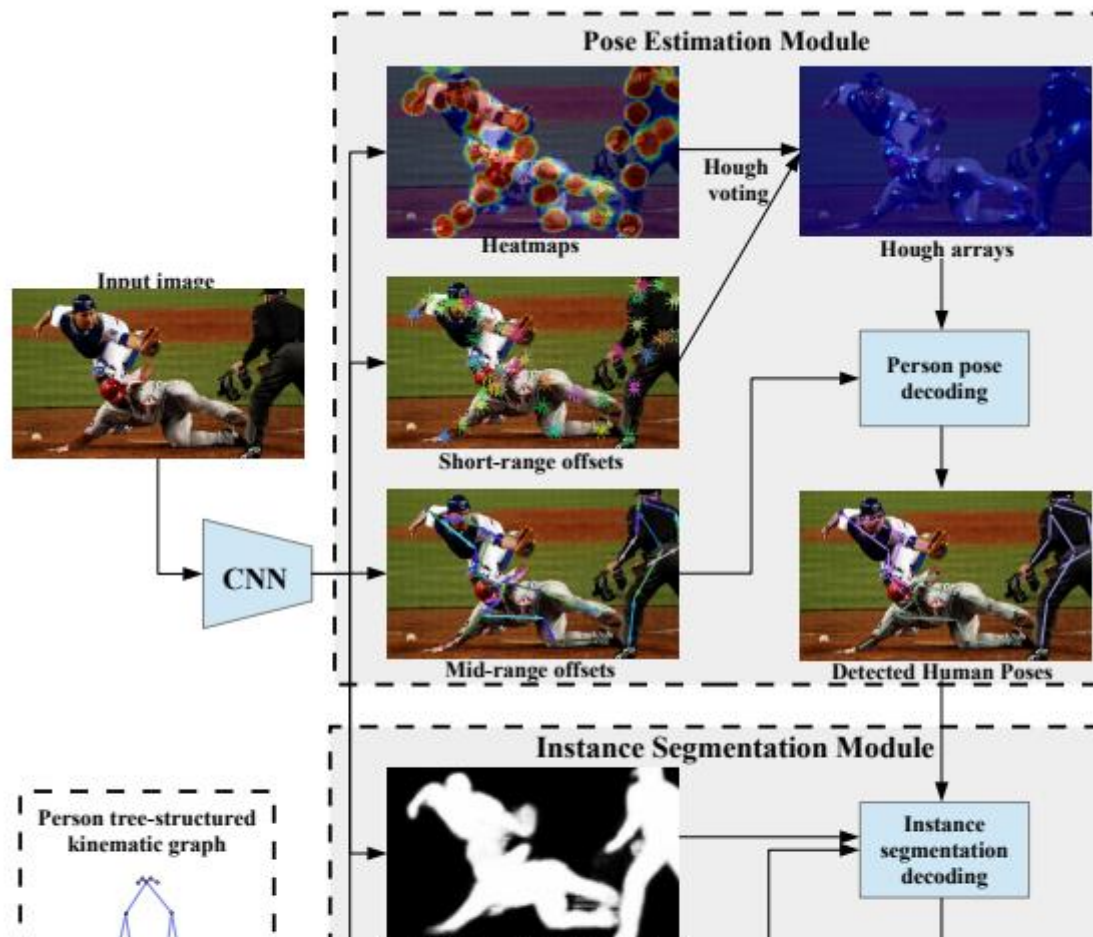 Pose Estimation Module
Hough
voting
Heatmaps
Hough arrays
Input image
Person pose
decoding
Short-range offsets
CNN
Mid-range offsets
Detected Human Poses
Instance Segmentation Module
Person tree-structured
kinematic graph
Instance
segmentation
decoding